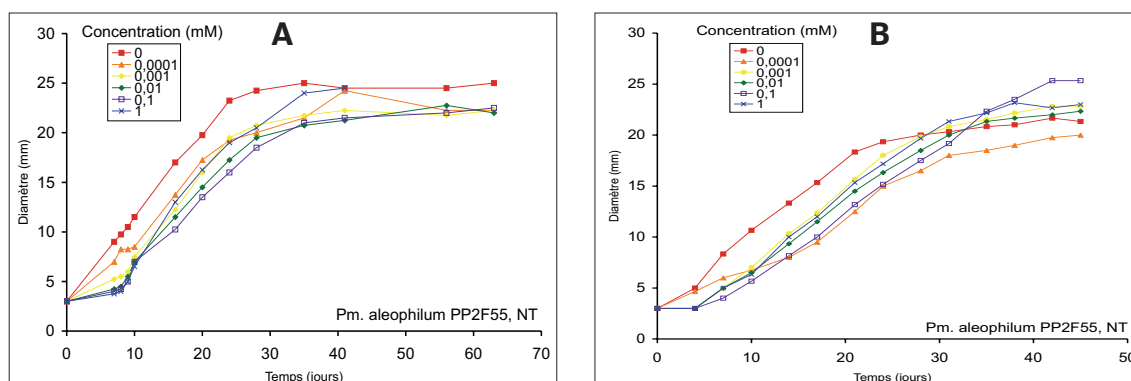 A
Concentration (mM)
0
0,0001
0,001
0,01
0,1
1
Diamètre (mm)
30
25
20
15
10
5
0
0 10 20 30 40 50 60 70
Temps (jours)
Pm. aleophilum PP2F55, NT
B
Concentration (mM)
0
0,0001
0,001
0,01
0,1
1
Diamètre (mm)
30
25
20
15
10
5
0
0 10 20 30 40 50
Temps (jours)
Pm. aleophilum PP2F55, NT